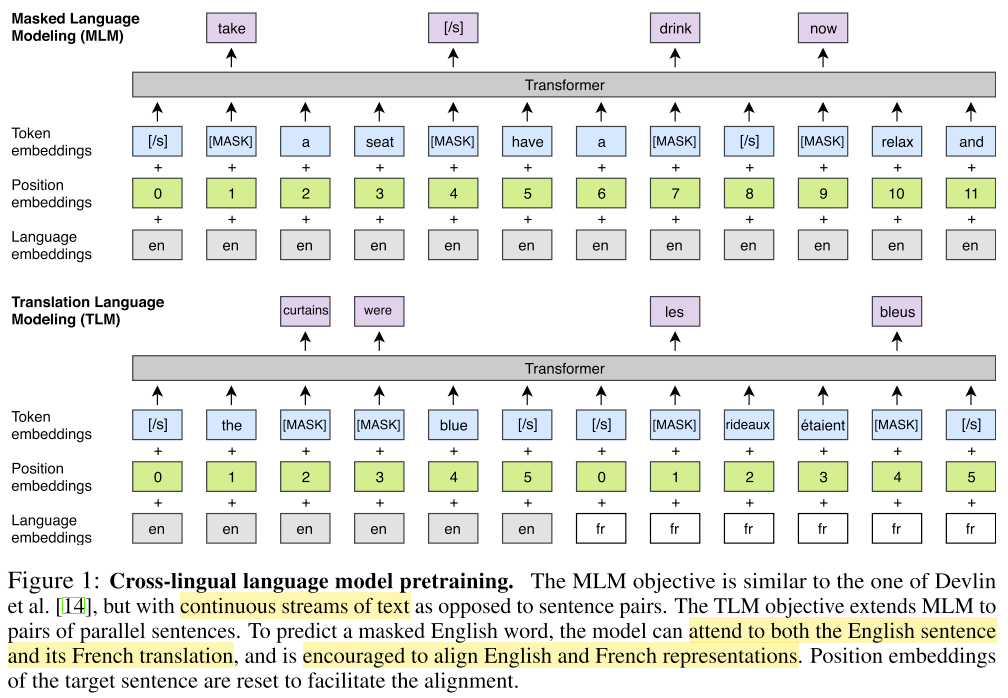 Masked Language
Modeling (MLM)
take [/s] drink now
Transformer
Token
embeddings
[/s] [MASK] a seat [MASK] have a [MASK] [/s] [MASK] relax and
+ + + + + + + + + + + +
Position
embeddings
0 1 2 3 4 5 6 7 8 9 10 11
+ + + + + + + + + + + +
Language
embeddings
en en en en en en en en en en en en
Translation Language
Modeling (TLM)
curtains were les bleus
Transformer
Token
embeddings
[/s] the [MASK] [MASK] blue [/s] [/s] [MASK] rideaux étaient [MASK] [/s]
+ + + + + + + + + + + +
Position
embeddings
0 1 2 3 4 5 0 1 2 3 4 5
+ + + + + + + + + + + +
Language
embeddings
en en en en en en fr fr fr fr fr fr
Figure 1: Cross-lingual language model pretraining. The MLM objective is similar to the one of Devlin
et al. [14], but with continuous streams of text as opposed to sentence pairs. The TLM objective extends MLM to
pairs of parallel sentences. To predict a masked English word, the model can attend to both the English sentence
and its French translation, and is encouraged to align English and French representations. Position embeddings
of the target sentence are reset to facilitate the alignment.